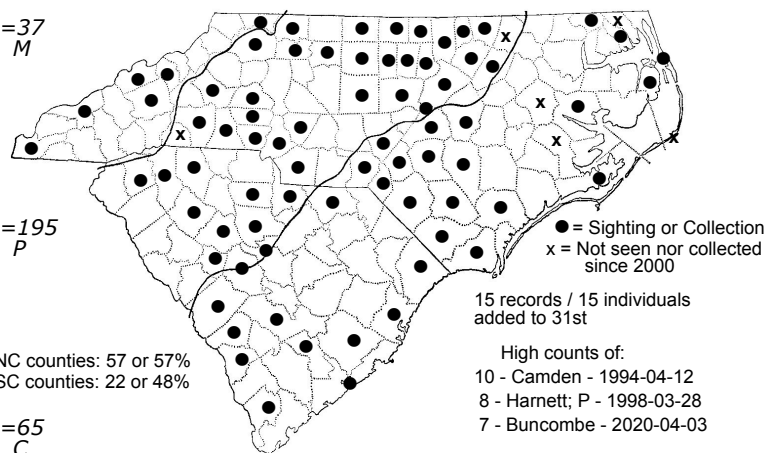 =37
M
=195
P
● = Sighting or Collection
x = Not seen nor collected
since 2000
15 records / 15 individuals
added to 31st
NC counties: 57 or 57%
SC counties: 22 or 48%
High counts of:
10 - Camden - 1994-04-12
8 - Harnett; P - 1998-03-28
7 - Buncombe - 2020-04-03
=65
C